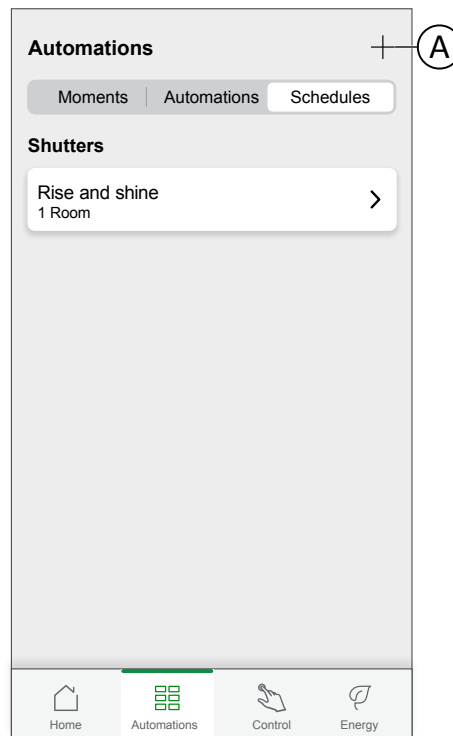 Automations
A
Moments Automations Schedules
Shutters
Rise and shine
1 Room
Home Automations Control Energy